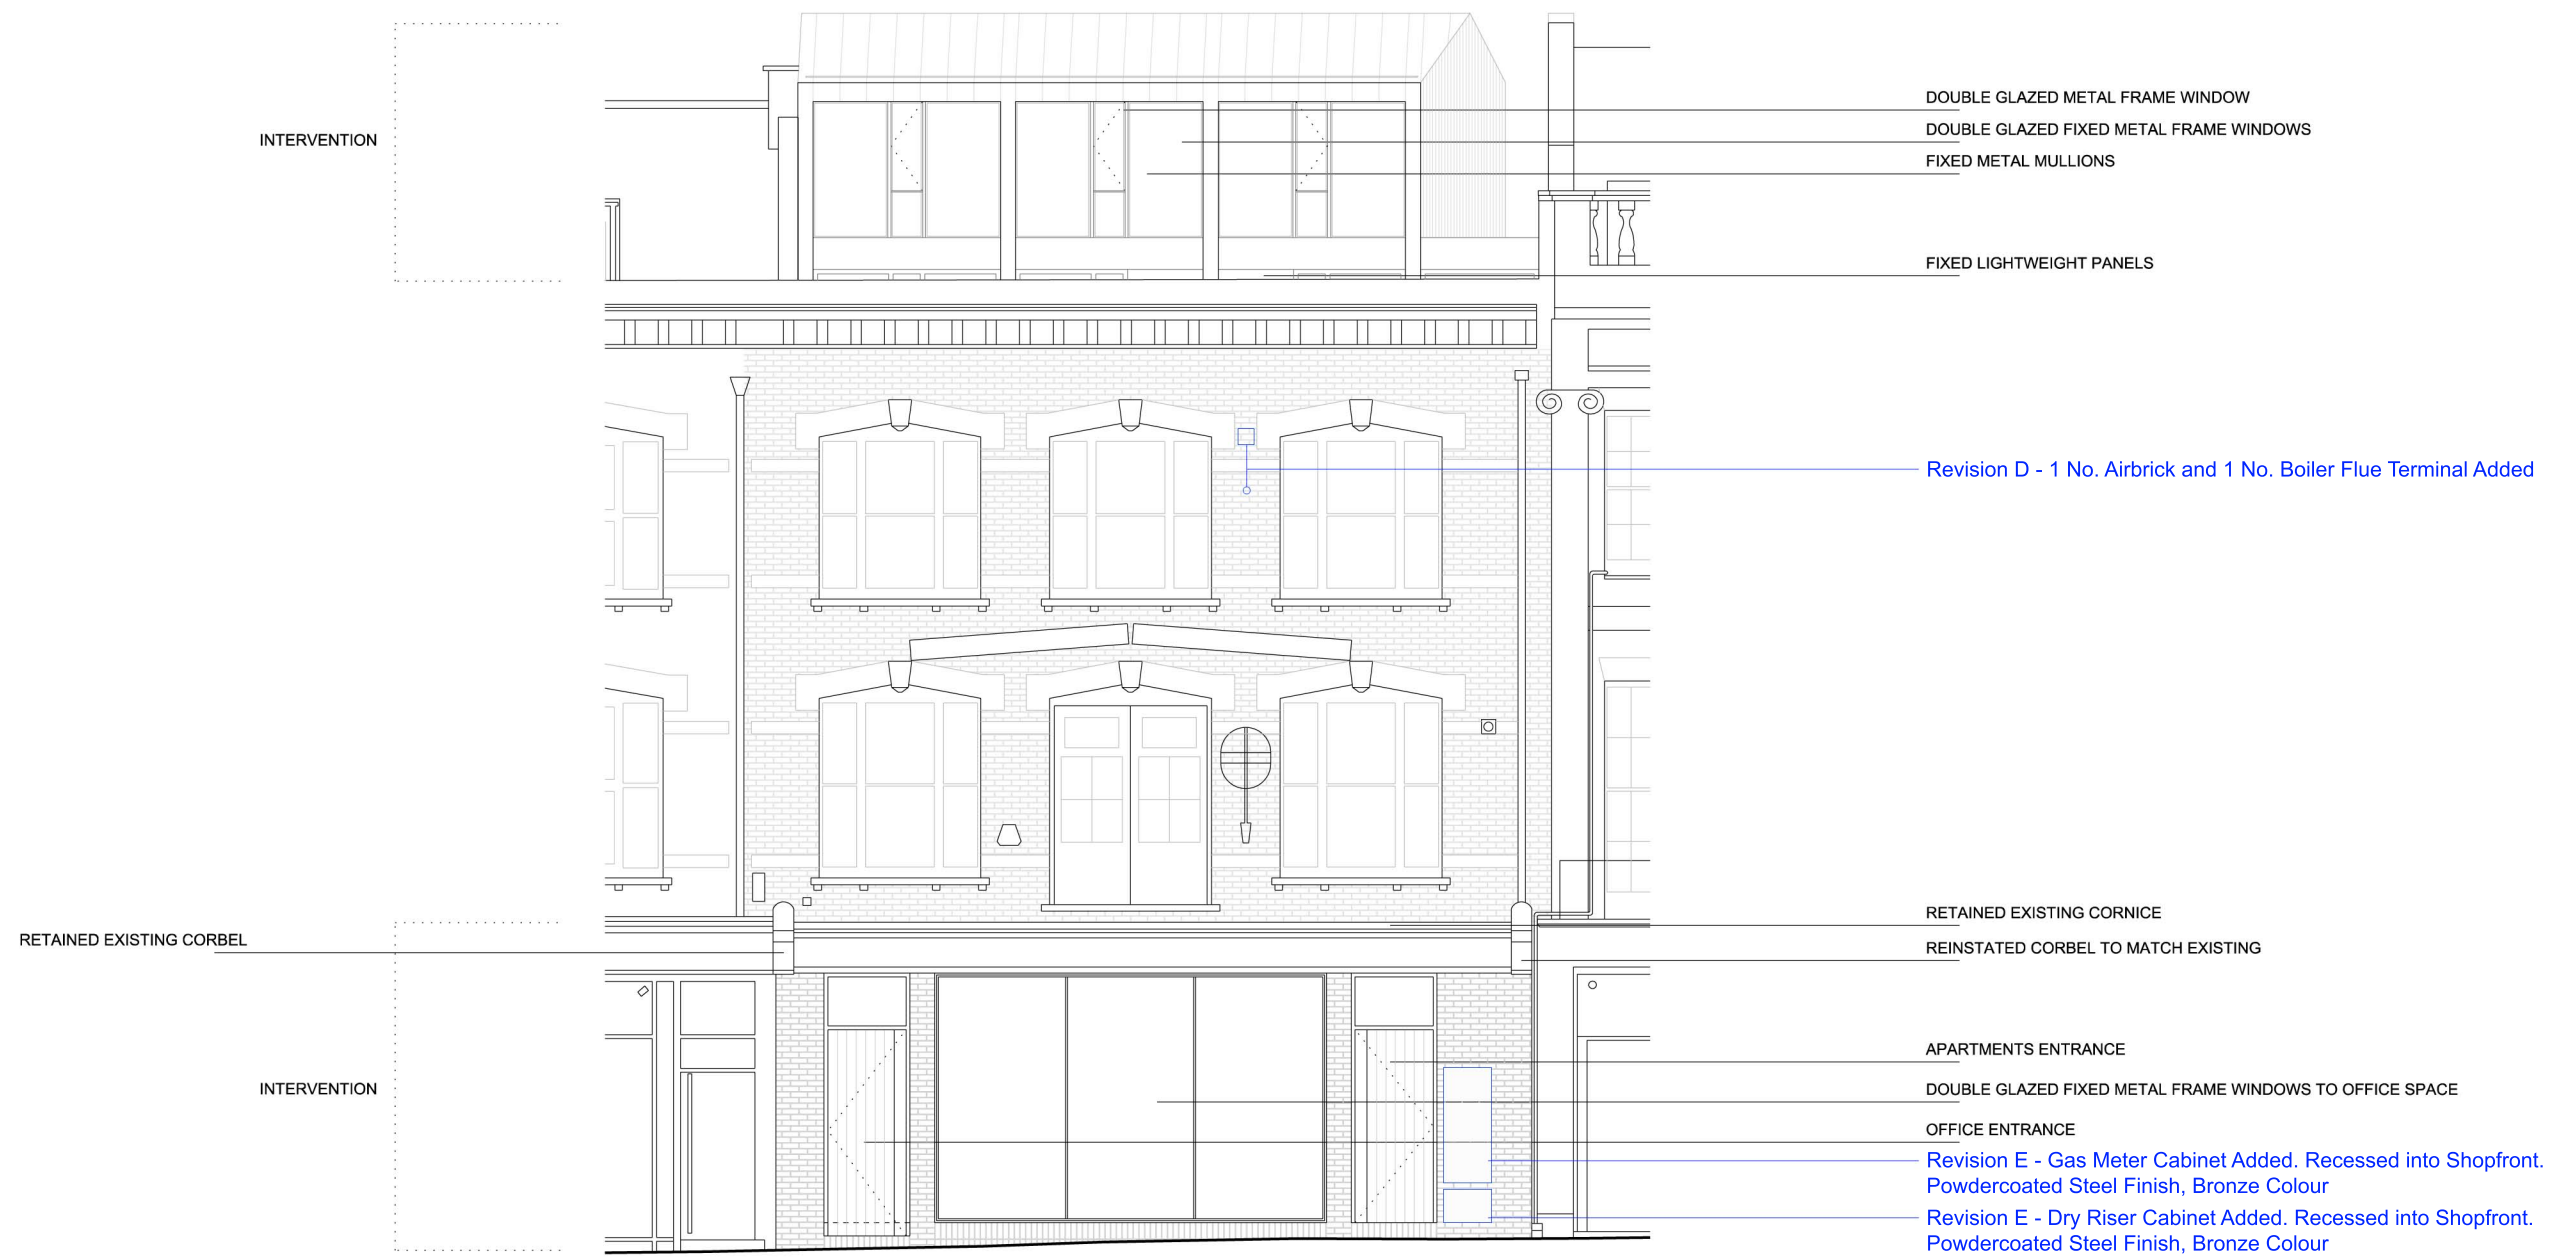 DOUBLE GLAZED METAL FRAME WINDOW
DOUBLE GLAZED FIXED METAL FRAME WINDOWS
INTERVENTION
FIXED METAL MULLIONS
FIXED LIGHTWEIGHT PANELS
Revision D - 1 No. Airbrick and 1 No. Boiler Flue Terminal Added
RETAINED EXISTING CORNICE
RETAINED EXISTING CORBEL
REINSTATED CORBEL TO MATCH EXISTING
APARTMENTS ENTRANCE
INTERVENTION
DOUBLE GLAZED FIXED METAL FRAME WINDOWS TO OFFICE SPACE
OFFICE ENTRANCE
Revision E - Gas Meter Cabinet Added. Recessed into Shopfront.
Powdercoated Steel Finish, Bronze Colour
Revision E - Dry Riser Cabinet Added. Recessed into Shopfront.
Powdercoated Steel Finish, Bronze Colour